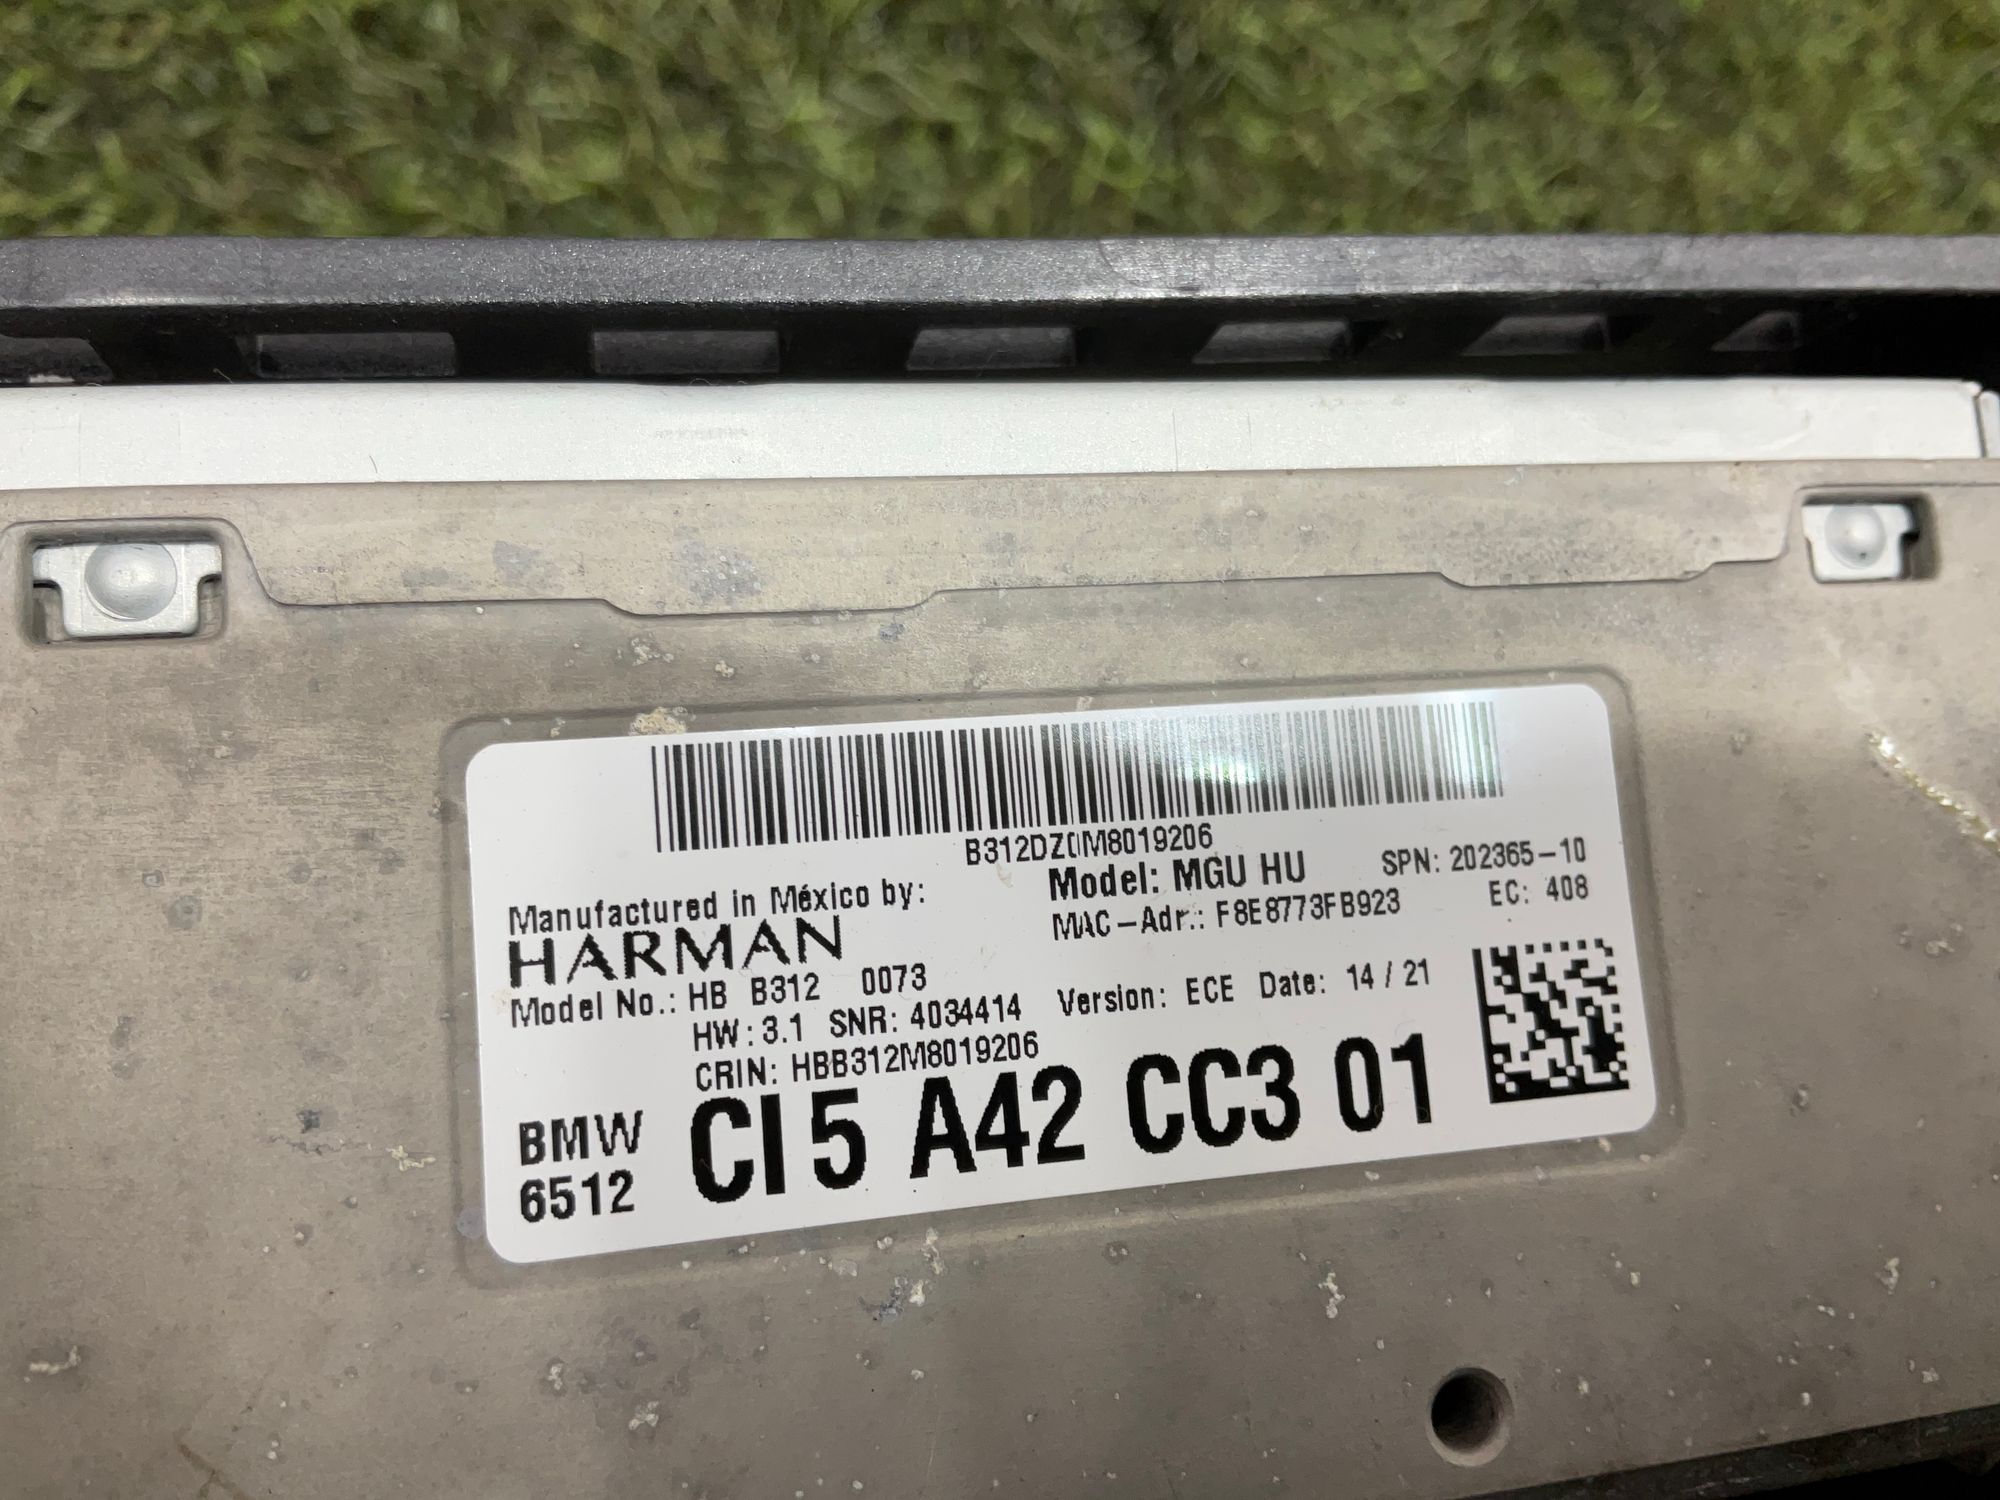 B312DZ0M8019206
Manufactured in México by:
HARMAN
Model: MGU HU
SPN: 202365-10
MAC-Adr.: F8E8773FB923
EC: 408
Model No.: HB B312 0073
HW: 3.1 SNR: 4034414
Version: ECE Date: 14 / 21
CRIN: HBB312M8019206
BMW
6512
CI5 A42 CC3 01